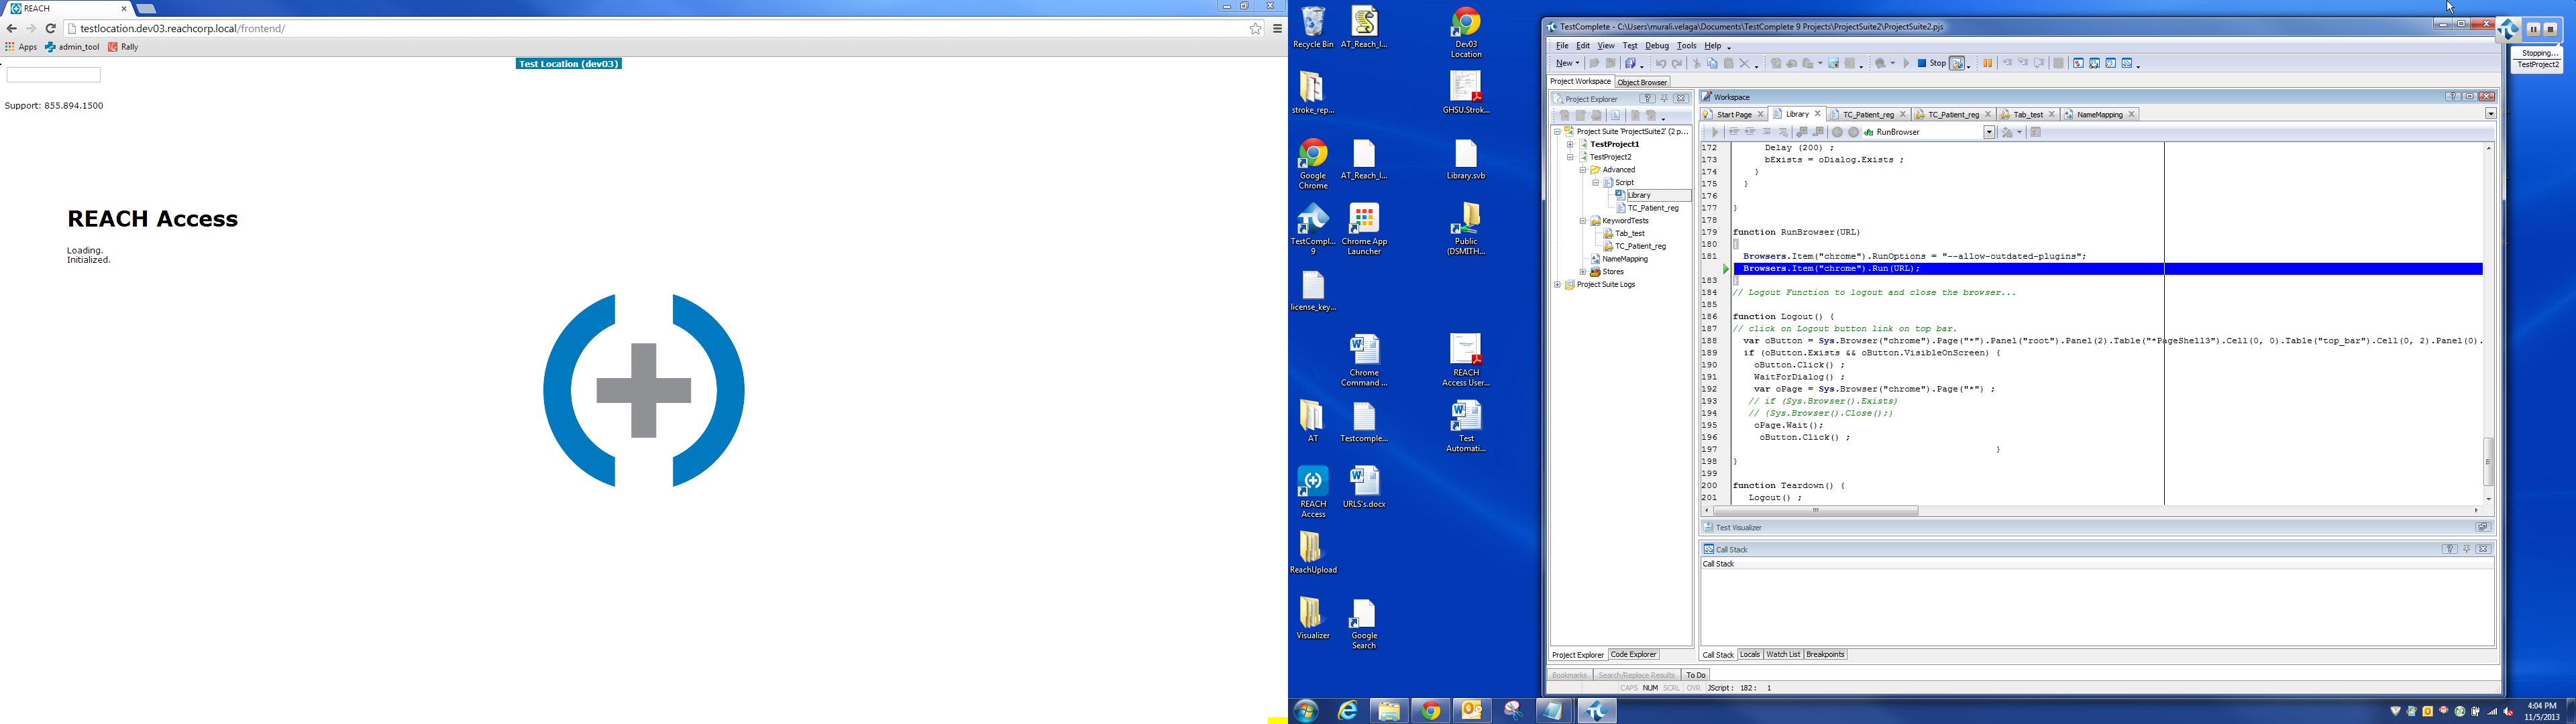 REACH
testlocation.dev03.reachcorp.local/frontend/
Apps admin_tool Rally
Test Location (dev03)
Support: 855.894.1500
REACH Access
Loading.
Initialized.
Recycle Bin
AT_Reach_I...
Dev03 Location
stroke_rep...
GHSU.Strok...
Google Chrome
AT_Reach_I...
Library.svb
TestCompl... 9
Chrome App Launcher
Public (DSMITH...
license_key...
Chrome Command ...
REACH Access User...
AT
Testcomple...
Test Automati...
REACH Access
URLS's.docx
ReachUpload
Visualizer
Google Search
TestComplete - C:\Users\murali.velaga\Documents\TestComplete 9 Projects\ProjectSuite2\ProjectSuite2.pjs
File Edit View Test Debug Tools Help
New Stop
Project Workspace Object Browser
Project Explorer
Project Suite 'ProjectSuite2' (2 p...
TestProject1
TestProject2
Advanced
Script
Library
TC_Patient_reg
KeywordTests
Tab_test
TC_Patient_reg
NameMapping
Stores
Project Suite Logs
Project Explorer Code Explorer
Workspace
Start Page Library TC_Patient_reg TC_Patient_reg Tab_test NameMapping
RunBrowser
172 Delay (200) ;
173 bExists = oDialog.Exists ;
174 }
175 }
176
177 }
178
179 function RunBrowser(URL)
180 {
181 Browsers.Item("chrome").RunOptions = "--allow-outdated-plugins";
Browsers.Item("chrome").Run(URL);
183 }
184 // Logout Function to logout and close the browser...
185
186 function Logout() {
187 // click on Logout button link on top bar.
188 var oButton = Sys.Browser("chrome").Page("*").Panel("root").Panel(2).Table("*PageShell3").Cell(0, 0).Table("top_bar").Cell(0, 2).Panel(0).
189 if (oButton.Exists && oButton.VisibleOnScreen) {
190 oButton.Click() ;
191 WaitForDialog() ;
192 var oPage = Sys.Browser("chrome").Page("*") ;
193 // if (Sys.Browser().Exists)
194 // (Sys.Browser().Close();)
195 oPage.Wait();
196 oButton.Click() ;
197 }
198 }
199
200 function Teardown() {
201 Logout() ;
Test Visualizer
Call Stack
Call Stack
Call Stack Locals Watch List Breakpoints
Bookmarks Search/Replace Results To Do
CAPS NUM SCRL OVR JScript: 182: 1
Stopping...
TestProject2
4:04 PM
11/5/2013